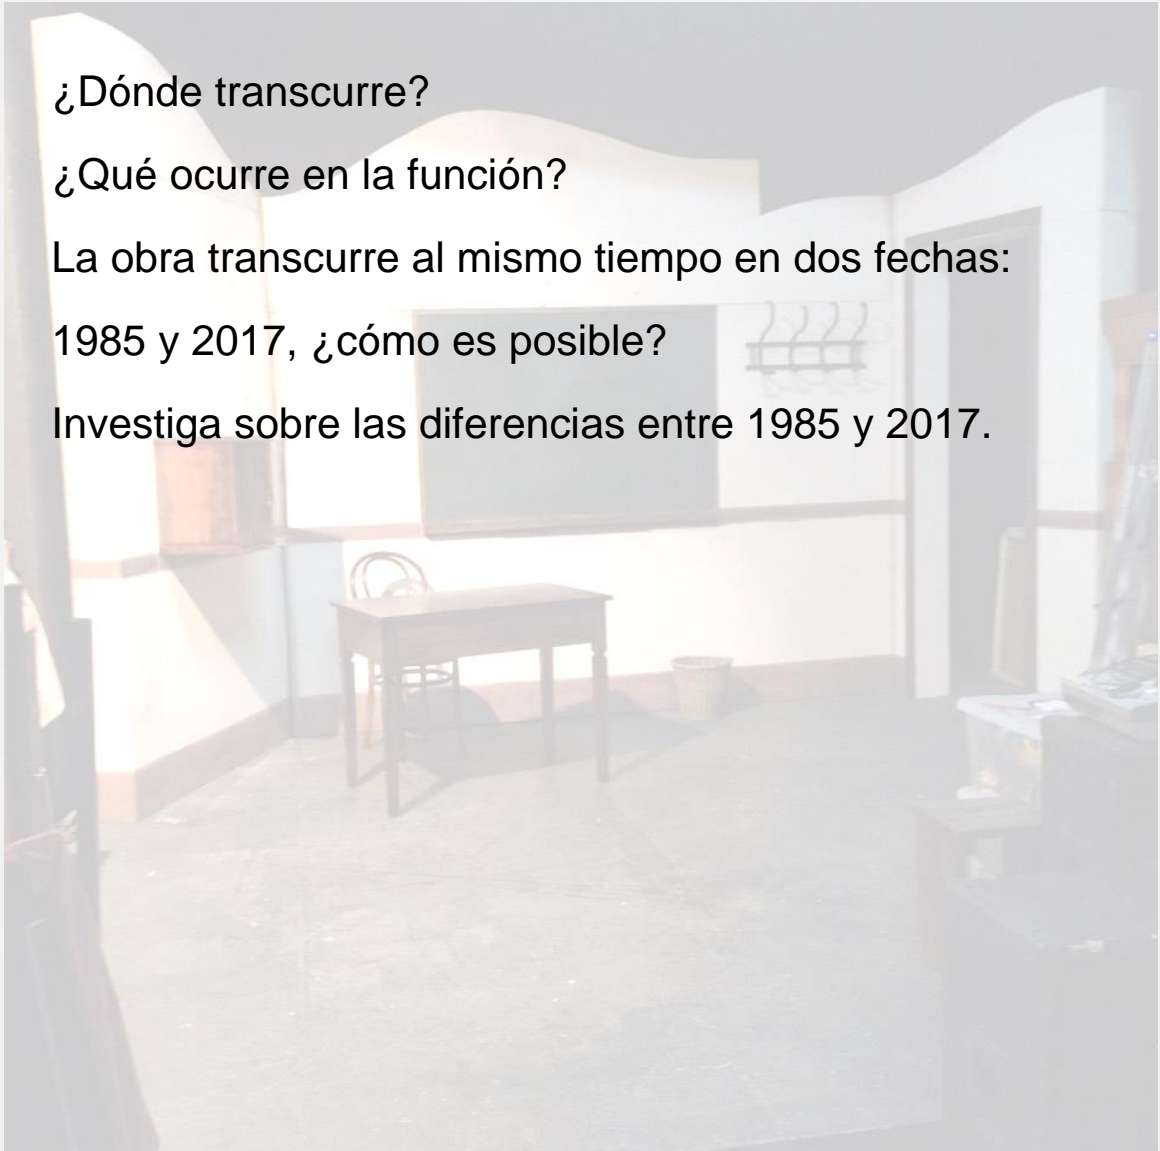 ¿Dónde transcurre?
¿Qué ocurre en la función?
La obra transcurre al mismo tiempo en dos fechas:
1985 y 2017, ¿cómo es posible?
Investiga sobre las diferencias entre 1985 y 2017.